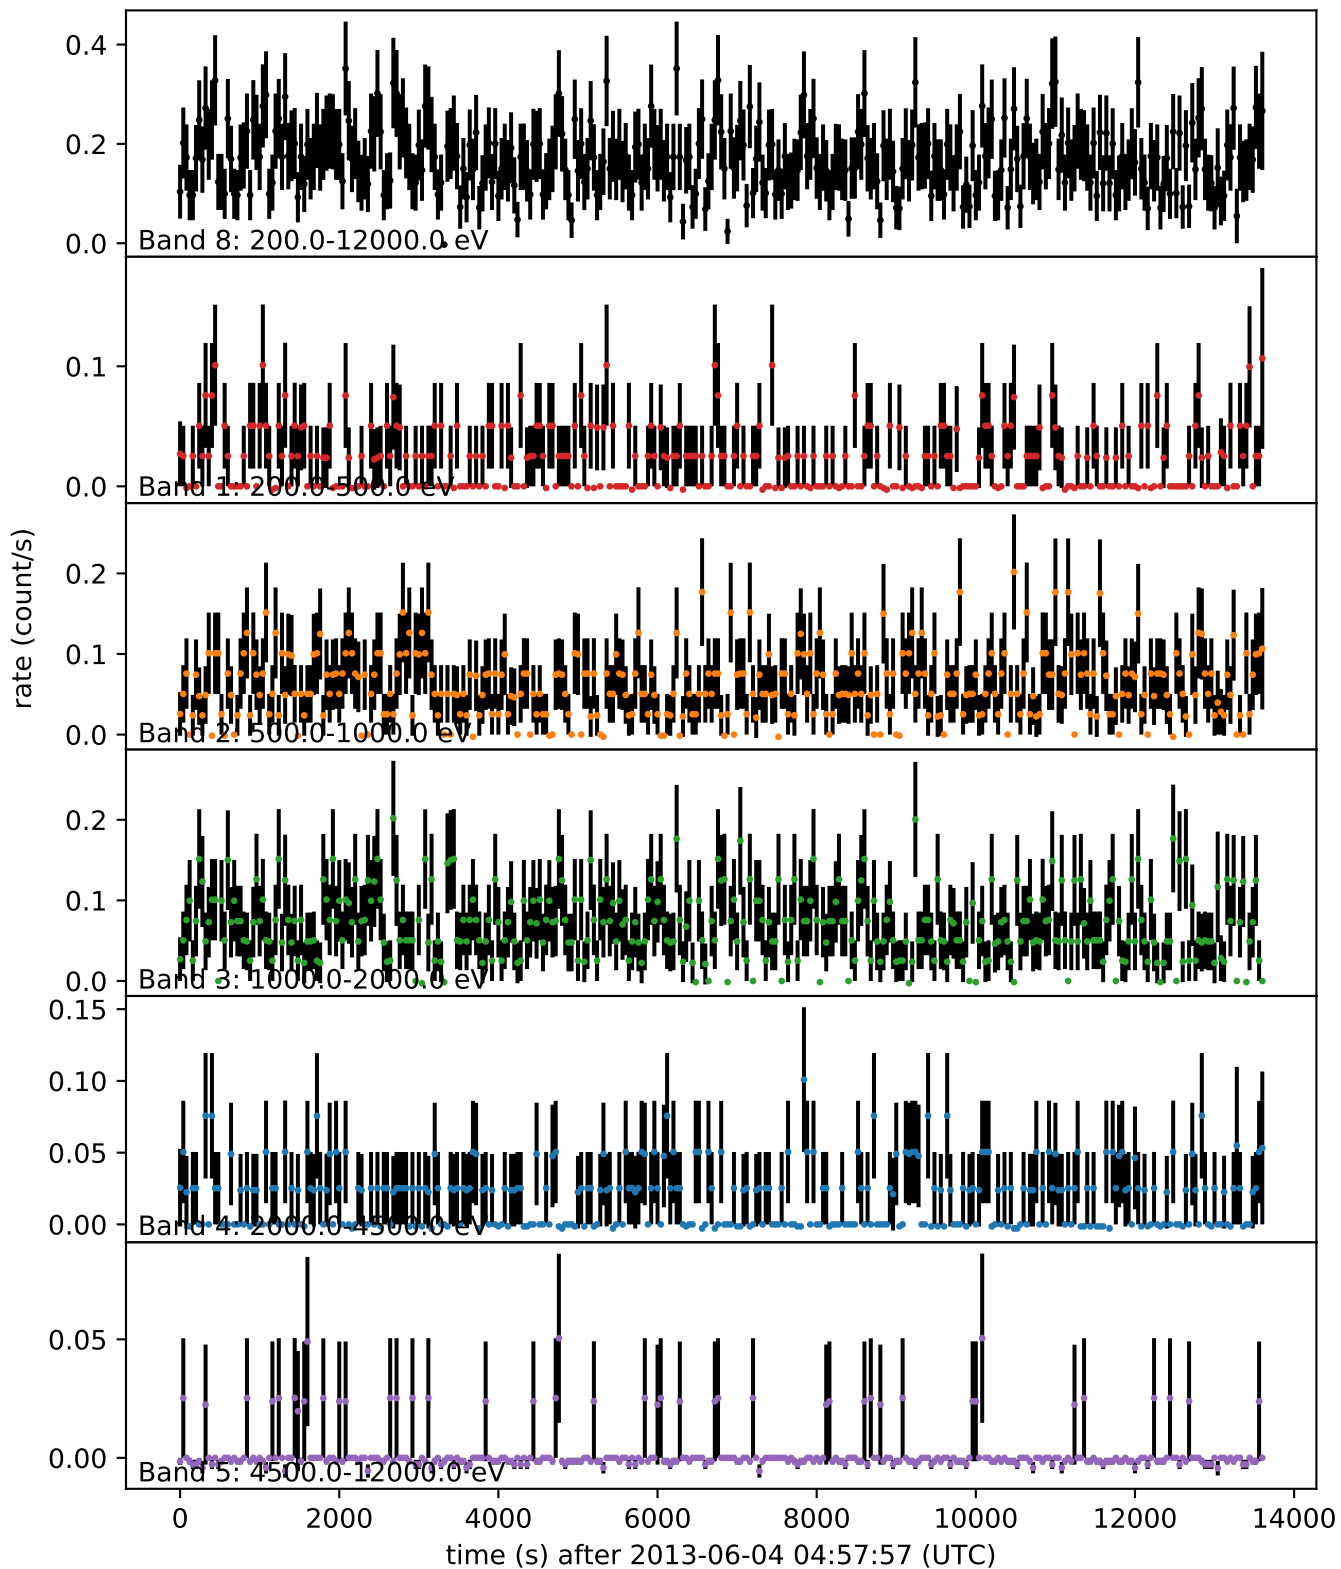 0.4
0.2
0.0
Band 8: 200.0-12000.0 eV
0.1
0.0
Band 1: 200.0-500.0 eV
0.2
0.1
0.0
Band 2: 500.0-1000.0 eV
rate (count/s)
0.2
0.1
0.0
Band 3: 1000.0-2000.0 eV
0.15
0.10
0.05
0.00
Band 4: 2000.0-4500.0 eV
0.05
0.00
Band 5: 4500.0-12000.0 eV
0 2000 4000 6000 8000 10000 12000 14000
time (s) after 2013-06-04 04:57:57 (UTC)